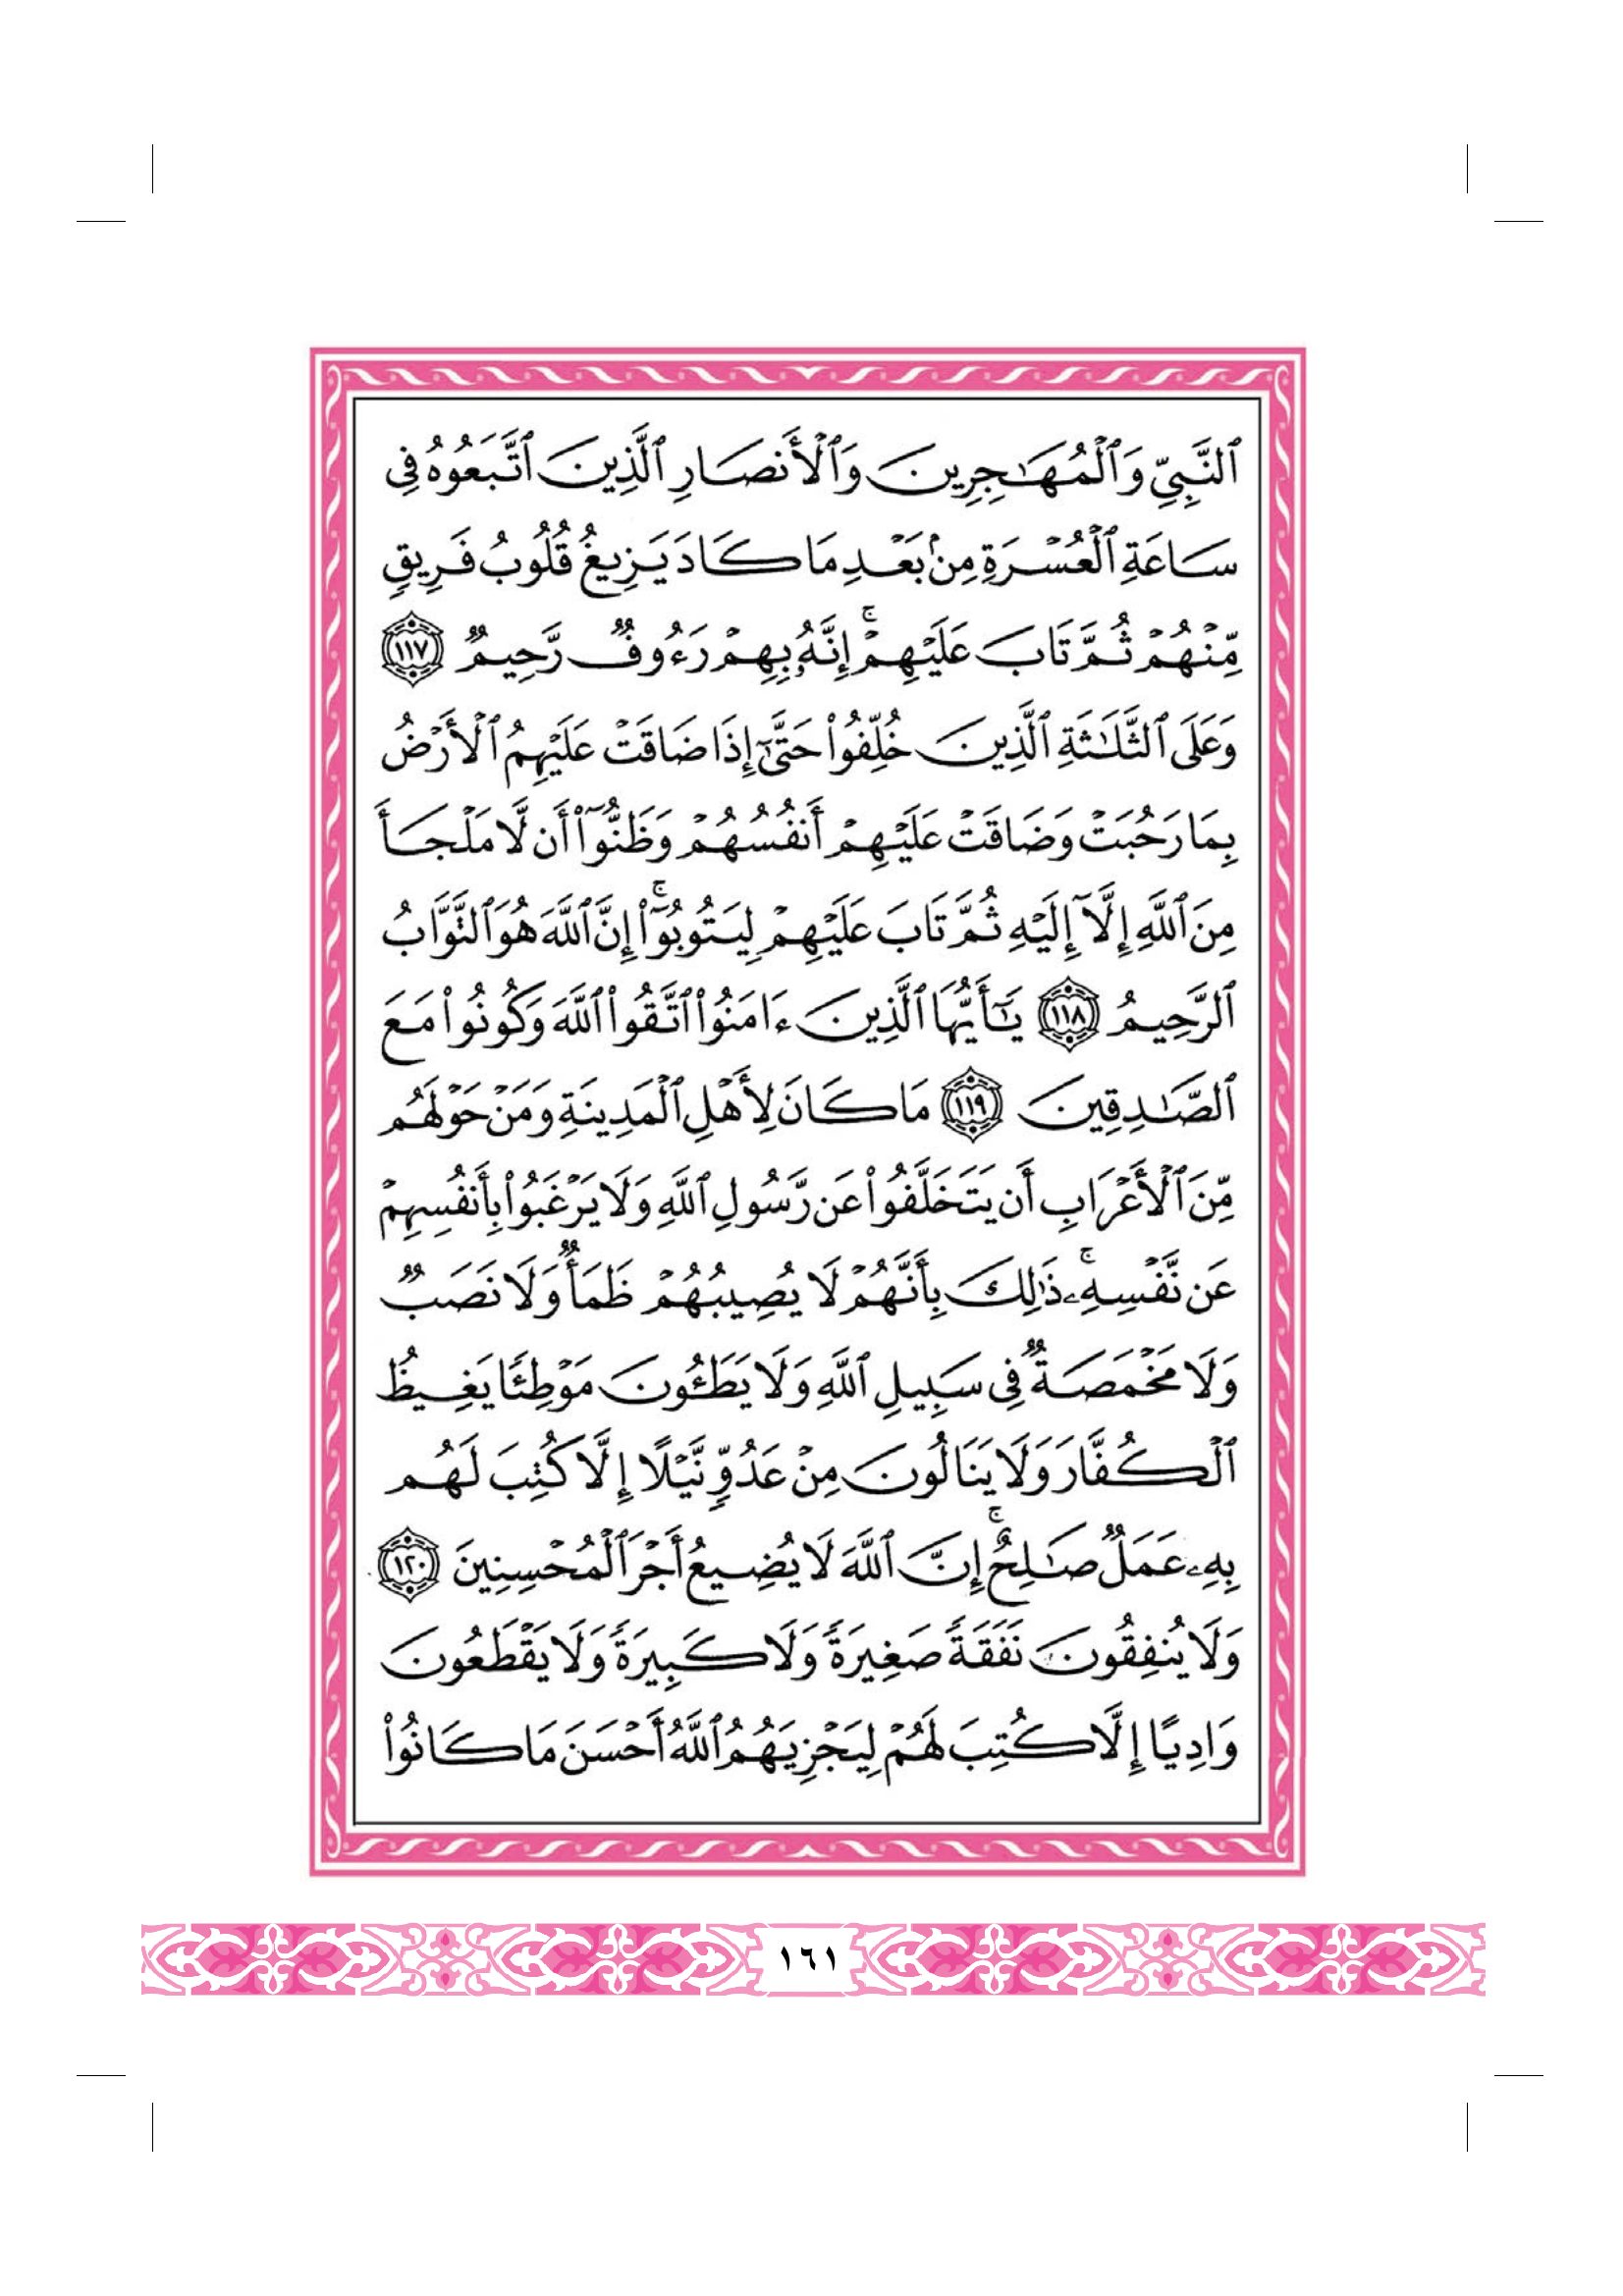 ٱلنَّبِيِّ وَٱلۡمُهَٰجِرِينَ وَٱلۡأَنصَارِ ٱلَّذِينَ ٱتَّبَعُوهُ فِي
سَاعَةِ ٱلۡعُسۡرَةِ مِنۢ بَعۡدِ مَا كَادَ يَزِيغُ قُلُوبُ فَرِيقٖ
مِّنۡهُمۡ ثُمَّ تَابَ عَلَيۡهِمۡۚ إِنَّهُۥ بِهِمۡ رَءُوفٞ رَّحِيمٞ ١١٧
وَعَلَى ٱلثَّلَٰثَةِ ٱلَّذِينَ خُلِّفُواْ حَتَّىٰٓ إِذَا ضَاقَتۡ عَلَيۡهِمُ ٱلۡأَرۡضُ
بِمَا رَحُبَتۡ وَضَاقَتۡ عَلَيۡهِمۡ أَنفُسُهُمۡ وَظَنُّوٓاْ أَن لَّا مَلۡجَأَ
مِنَ ٱللَّهِ إِلَّآ إِلَيۡهِ ثُمَّ تَابَ عَلَيۡهِمۡ لِيَتُوبُوٓاْۚ إِنَّ ٱللَّهَ هُوَ ٱلتَّوَّابُ
ٱلرَّحِيمُ ١١٨ يَٰٓأَيُّهَا ٱلَّذِينَ ءَامَنُواْ ٱتَّقُواْ ٱللَّهَ وَكُونُواْ مَعَ
ٱلصَّٰدِقِينَ ١١٩ مَا كَانَ لِأَهۡلِ ٱلۡمَدِينَةِ وَمَنۡ حَوۡلَهُم
مِّنَ ٱلۡأَعۡرَابِ أَن يَتَخَلَّفُواْ عَن رَّسُولِ ٱللَّهِ وَلَا يَرۡغَبُواْ بِأَنفُسِهِمۡ
عَن نَّفۡسِهِۦۚ ذَٰلِكَ بِأَنَّهُمۡ لَا يُصِيبُهُمۡ ظَمَأٞ وَلَا نَصَبٞ
وَلَا مَخۡمَصَةٞ فِي سَبِيلِ ٱللَّهِ وَلَا يَطَـُٔونَ مَوۡطِئٗا يَغِيظُ
ٱلۡكُفَّارَ وَلَا يَنَالُونَ مِنۡ عَدُوّٖ نَّيۡلًا إِلَّا كُتِبَ لَهُم
بِهِۦ عَمَلٞ صَٰلِحٌۚ إِنَّ ٱللَّهَ لَا يُضِيعُ أَجۡرَ ٱلۡمُحۡسِنِينَ ١٢٠
وَلَا يُنفِقُونَ نَفَقَةٗ صَغِيرَةٗ وَلَا كَبِيرَةٗ وَلَا يَقۡطَعُونَ
وَادِيًا إِلَّا كُتِبَ لَهُمۡ لِيَجۡزِيَهُمُ ٱللَّهُ أَحۡسَنَ مَا كَانُواْ
١٦١